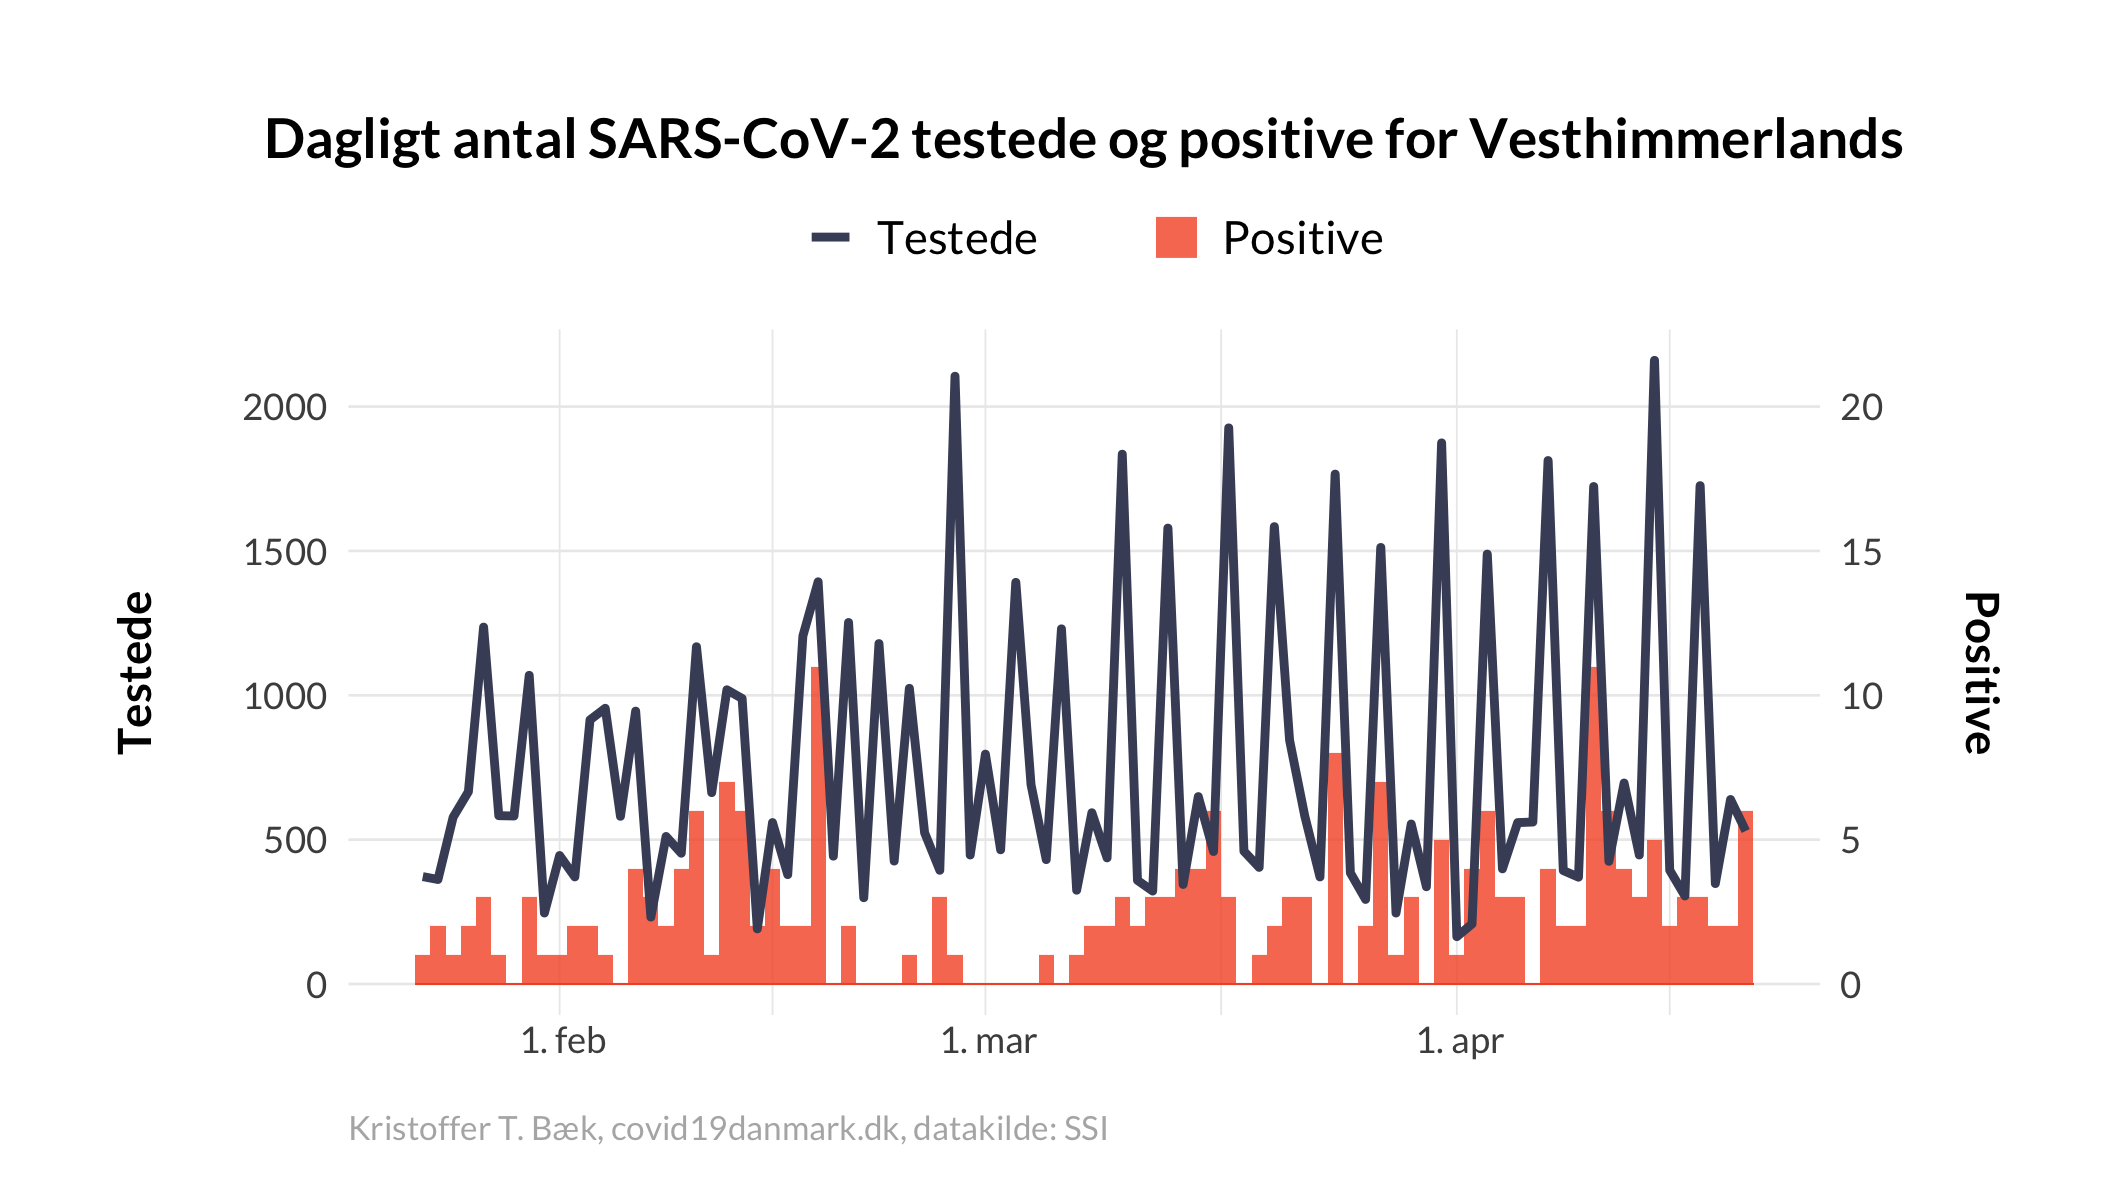 Dagligt antal SARS-CoV-2 testede og positive for Vesthimmerlands
Testede Positive
2000 20
1500 15
1000 10
500 5
0 0
Testede
Positive
1. feb 1. mar 1. apr
Kristoffer T. Bæk, covid19danmark.dk, datakilde: SSI